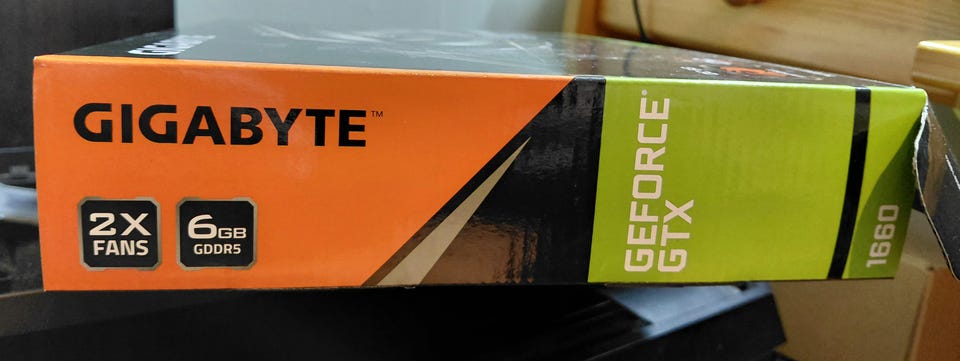 GIGABYTE™
2X
FANS
6GB
GDDR5
GEFORCE®
GTX
1660